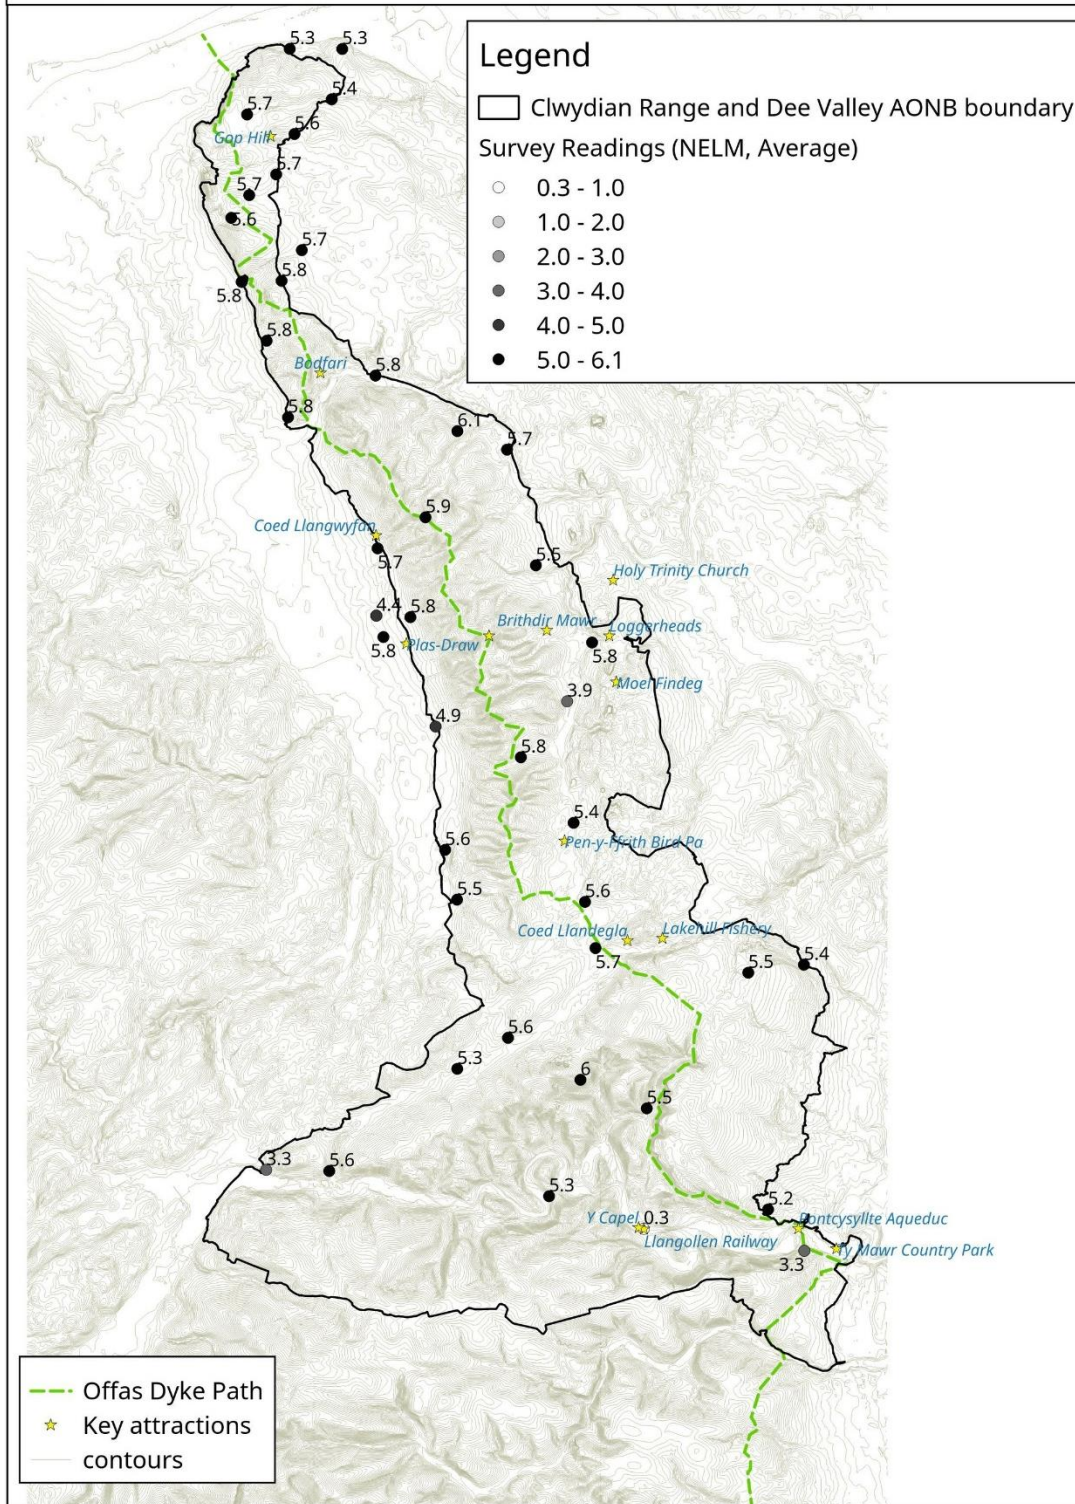 Legend
Clwydian Range and Dee Valley AONB boundary
Survey Readings (NELM, Average)
0.3 - 1.0
1.0 - 2.0
2.0 - 3.0
3.0 - 4.0
4.0 - 5.0
5.0 - 6.1
5.3
5.3
5.4
5.7
5.6
Gop Hill
5.7
5.7
5.6
5.7
5.8
5.8
5.8
Bodfari
5.8
5.8
6.1
5.7
5.9
Coed Llangwyfan
5.7
5.5
Holy Trinity Church
4.4
5.8
Brithdir Mawr
Loggerheads
5.8
Plas-Draw
5.8
Moel Findeg
3.9
4.9
5.8
5.4
Pen-y-Ffrith Bird Pa
5.6
5.5
5.6
Coed Llandegla
Lakehill Fishery
5.7
5.5
5.4
5.6
5.3
6
5.5
3.3
5.6
5.3
5.2
Y Capel
0.3
Pontcysyllte Aqueduc
Llangollen Railway
Ty Mawr Country Park
3.3
Offas Dyke Path
Key attractions
contours